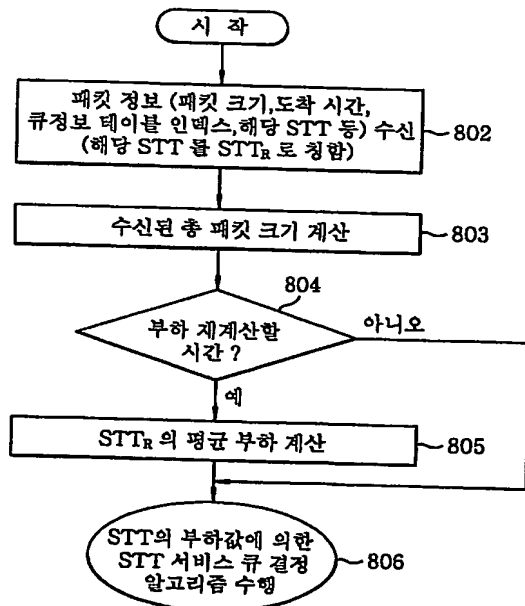 시 작
패킷 정보 (패킷 크기,도착 시간,
큐정보 테이블 인덱스,해당 STT 등) 수신
(해당 STT 를 STTR 로 칭함)
802
수신된 총 패킷 크기 계산
803
804
부하 재계산할
시간 ?
아니오
예
STTR 의 평균 부하 계산
805
STT의 부하값에 의한
STT 서비스 큐 결정
알고리즘 수행
806